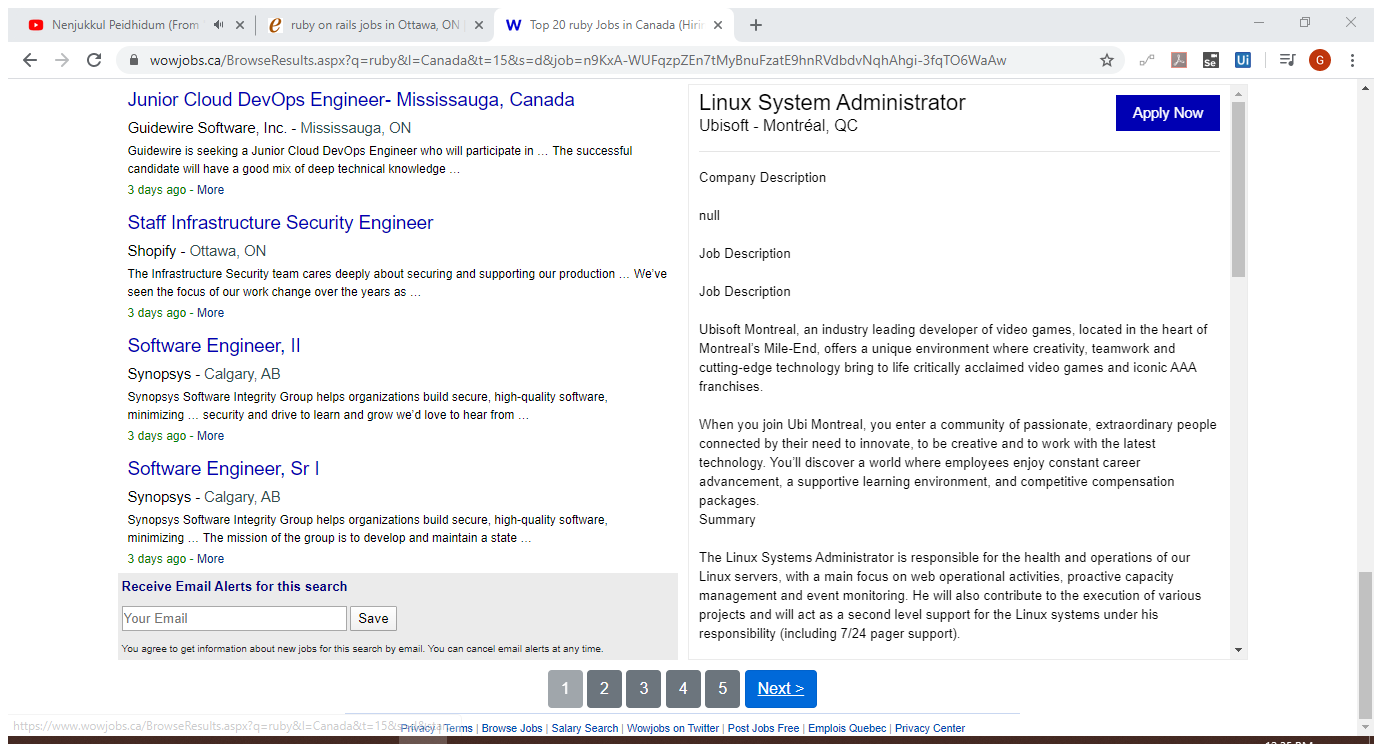 Nenjukkul Peidhidum (From
ruby on rails jobs in Ottawa, ON
Top 20 ruby Jobs in Canada (Hirin
wowjobs.ca/BrowseResults.aspx?q=ruby&l=Canada&t=15&s=d&job=n9KxA-WUFqzpZEn7tMyBnuFzatE9hnRVdbdvNqhAhgi-3fqTO6WaAw
Se
Ui
G
Junior Cloud DevOps Engineer- Mississauga, Canada
Guidewire Software, Inc. - Mississauga, ON
Guidewire is seeking a Junior Cloud DevOps Engineer who will participate in … The successful
candidate will have a good mix of deep technical knowledge …
3 days ago - More
Staff Infrastructure Security Engineer
Shopify - Ottawa, ON
The Infrastructure Security team cares deeply about securing and supporting our production … We've
seen the focus of our work change over the years as …
3 days ago - More
Software Engineer, II
Synopsys - Calgary, AB
Synopsys Software Integrity Group helps organizations build secure, high-quality software,
minimizing … security and drive to learn and grow we'd love to hear from …
3 days ago - More
Software Engineer, Sr I
Synopsys - Calgary, AB
Synopsys Software Integrity Group helps organizations build secure, high-quality software,
minimizing … The mission of the group is to develop and maintain a state …
3 days ago - More
Receive Email Alerts for this search
Your Email
Save
You agree to get information about new jobs for this search by email. You can cancel email alerts at any time.
Linux System Administrator
Ubisoft - Montréal, QC
Apply Now
Company Description
null
Job Description
Job Description
Ubisoft Montreal, an industry leading developer of video games, located in the heart of
Montreal's Mile-End, offers a unique environment where creativity, teamwork and
cutting-edge technology bring to life critically acclaimed video games and iconic AAA
franchises.
When you join Ubi Montreal, you enter a community of passionate, extraordinary people
connected by their need to innovate, to be creative and to work with the latest
technology. You'll discover a world where employees enjoy constant career
advancement, a supportive learning environment, and competitive compensation
packages.
Summary
The Linux Systems Administrator is responsible for the health and operations of our
Linux servers, with a main focus on web operational activities, proactive capacity
management and event monitoring. He will also contribute to the execution of various
projects and will act as a second level support for the Linux systems under his
responsibility (including 7/24 pager support).
1 2 3 4 5 Next >
https://www.wowjobs.ca/BrowseResults.aspx?q=ruby&l=Canada&t=15&s
Privacy | Terms | Browse Jobs | Salary Search | Wowjobs on Twitter | Post Jobs Free | Emplois Quebec | Privacy Center